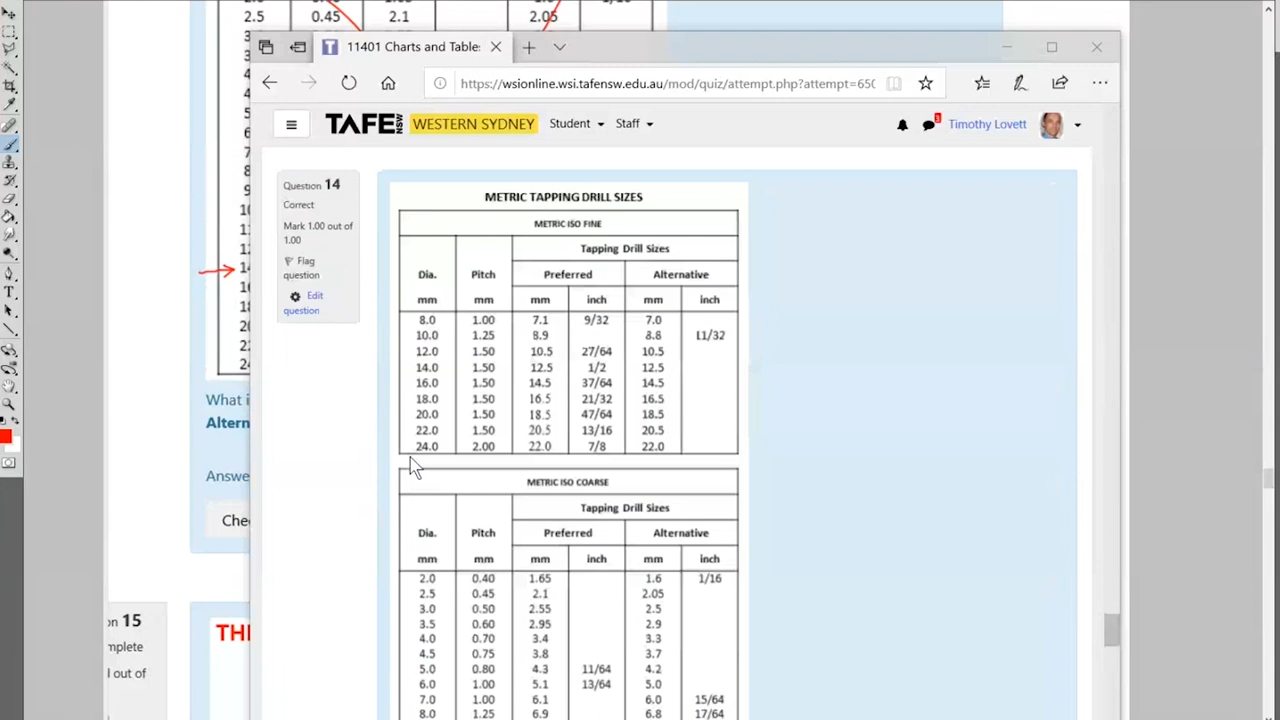 2.5 0.45 2.1 2.05
11401 Charts and Table:
https://wsionline.wsi.tafensw.edu.au/mod/quiz/attempt.php?attempt=650
TAFE NSW WESTERN SYDNEY Student Staff 3 Timothy Lovett
Question 14
Correct
Mark 1.00 out of
1.00
Flag
question
Edit
question
METRIC TAPPING DRILL SIZES
METRIC ISO FINE
Tapping Drill Sizes
Dia. Pitch Preferred Alternative
mm mm mm inch mm inch
8.0 1.00 7.1 9/32 7.0
10.0 1.25 8.9 8.8 11/32
12.0 1.50 10.5 27/64 10.5
14.0 1.50 12.5 1/2 12.5
16.0 1.50 14.5 37/64 14.5
18.0 1.50 16.5 21/32 16.5
20.0 1.50 18.5 47/64 18.5
22.0 1.50 20.5 13/16 20.5
24.0 2.00 22.0 7/8 22.0
METRIC ISO COARSE
Tapping Drill Sizes
Dia. Pitch Preferred Alternative
mm mm mm inch mm inch
2.0 0.40 1.65 1.6 1/16
2.5 0.45 2.1 2.05
3.0 0.50 2.55 2.5
3.5 0.60 2.95 2.9
4.0 0.70 3.4 3.3
4.5 0.75 3.8 3.7
5.0 0.80 4.3 11/64 4.2
6.0 1.00 5.1 13/64 5.0
7.0 1.00 6.1 6.0 15/64
8.0 1.25 6.9 6.8 17/64
What i
Altern
Answe
Che
on 15
mplete
d out of
THE